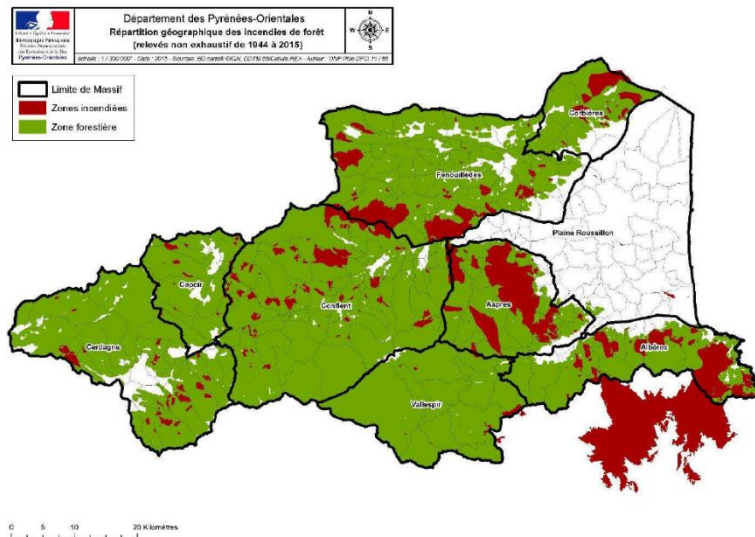 Département des Pyrénées-Orientales
Répartition géographique des incendies de forêt
(relevés non exhaustif de 1944 à 2015)
N
S
Pyrénées-Orientales
Limite de Massif
Zones incendiées
Zone forestière
Corbières
Fenouillèdes
Plaine Roussillon
Capcir
Conflent
Aspres
Cerdagne
Albères
Vallespir
0 5 10 20 Kilomètres